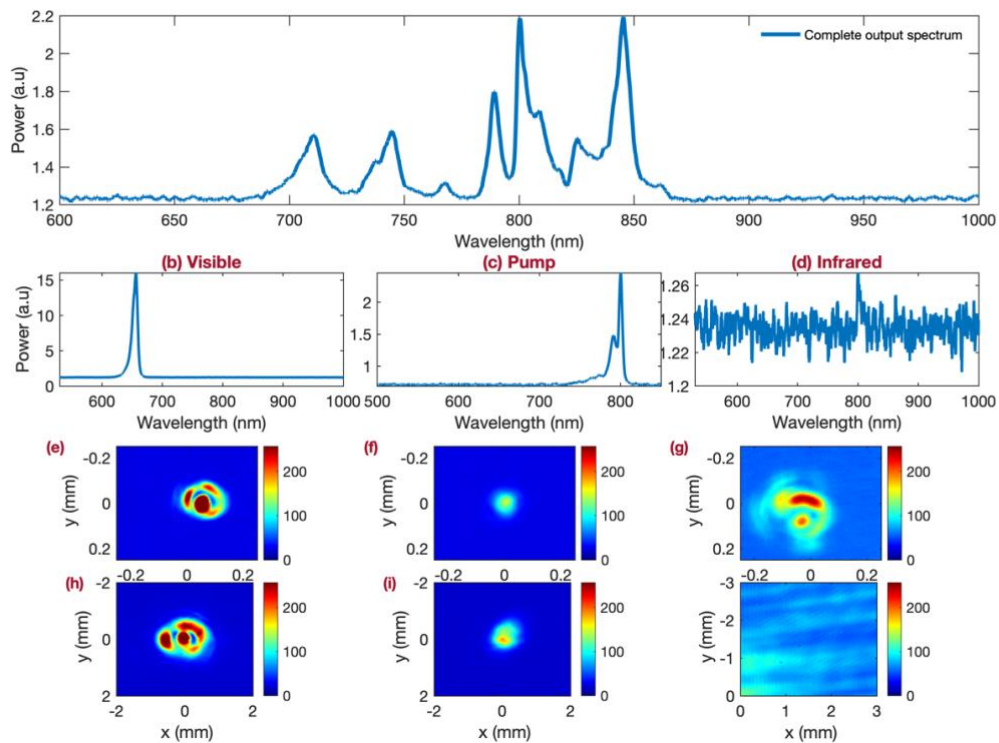 2.2
2
1.8
1.6
1.4
1.2
Power (a.u)
Complete output spectrum
600 650 700 750 800 850 900 950 1000
Wavelength (nm)
(b) Visible
(c) Pump
(d) Infrared
15
10
5
0
Power (a.u)
600 700 800 900 1000
Wavelength (nm)
2
1.5
1
500 600 700 800
Wavelength (nm)
1.26
1.24
1.22
1.2
600 700 800 900 1000
Wavelength (nm)
(e)
-0.2
0
0.2
y (mm)
-0.2 0 0.2
200
100
0
(f)
-0.2
0
0.2
y (mm)
-0.2 0 0.2
200
100
0
(g)
-0.2
0
0.2
y (mm)
-0.2 0 0.2
200
100
0
(h)
-2
0
2
y (mm)
-2 0 2
x (mm)
200
100
0
(i)
-2
0
2
y (mm)
-2 0 2
x (mm)
200
100
0
-3
-2
-1
0
y (mm)
0 1 2 3
x (mm)
200
100
0